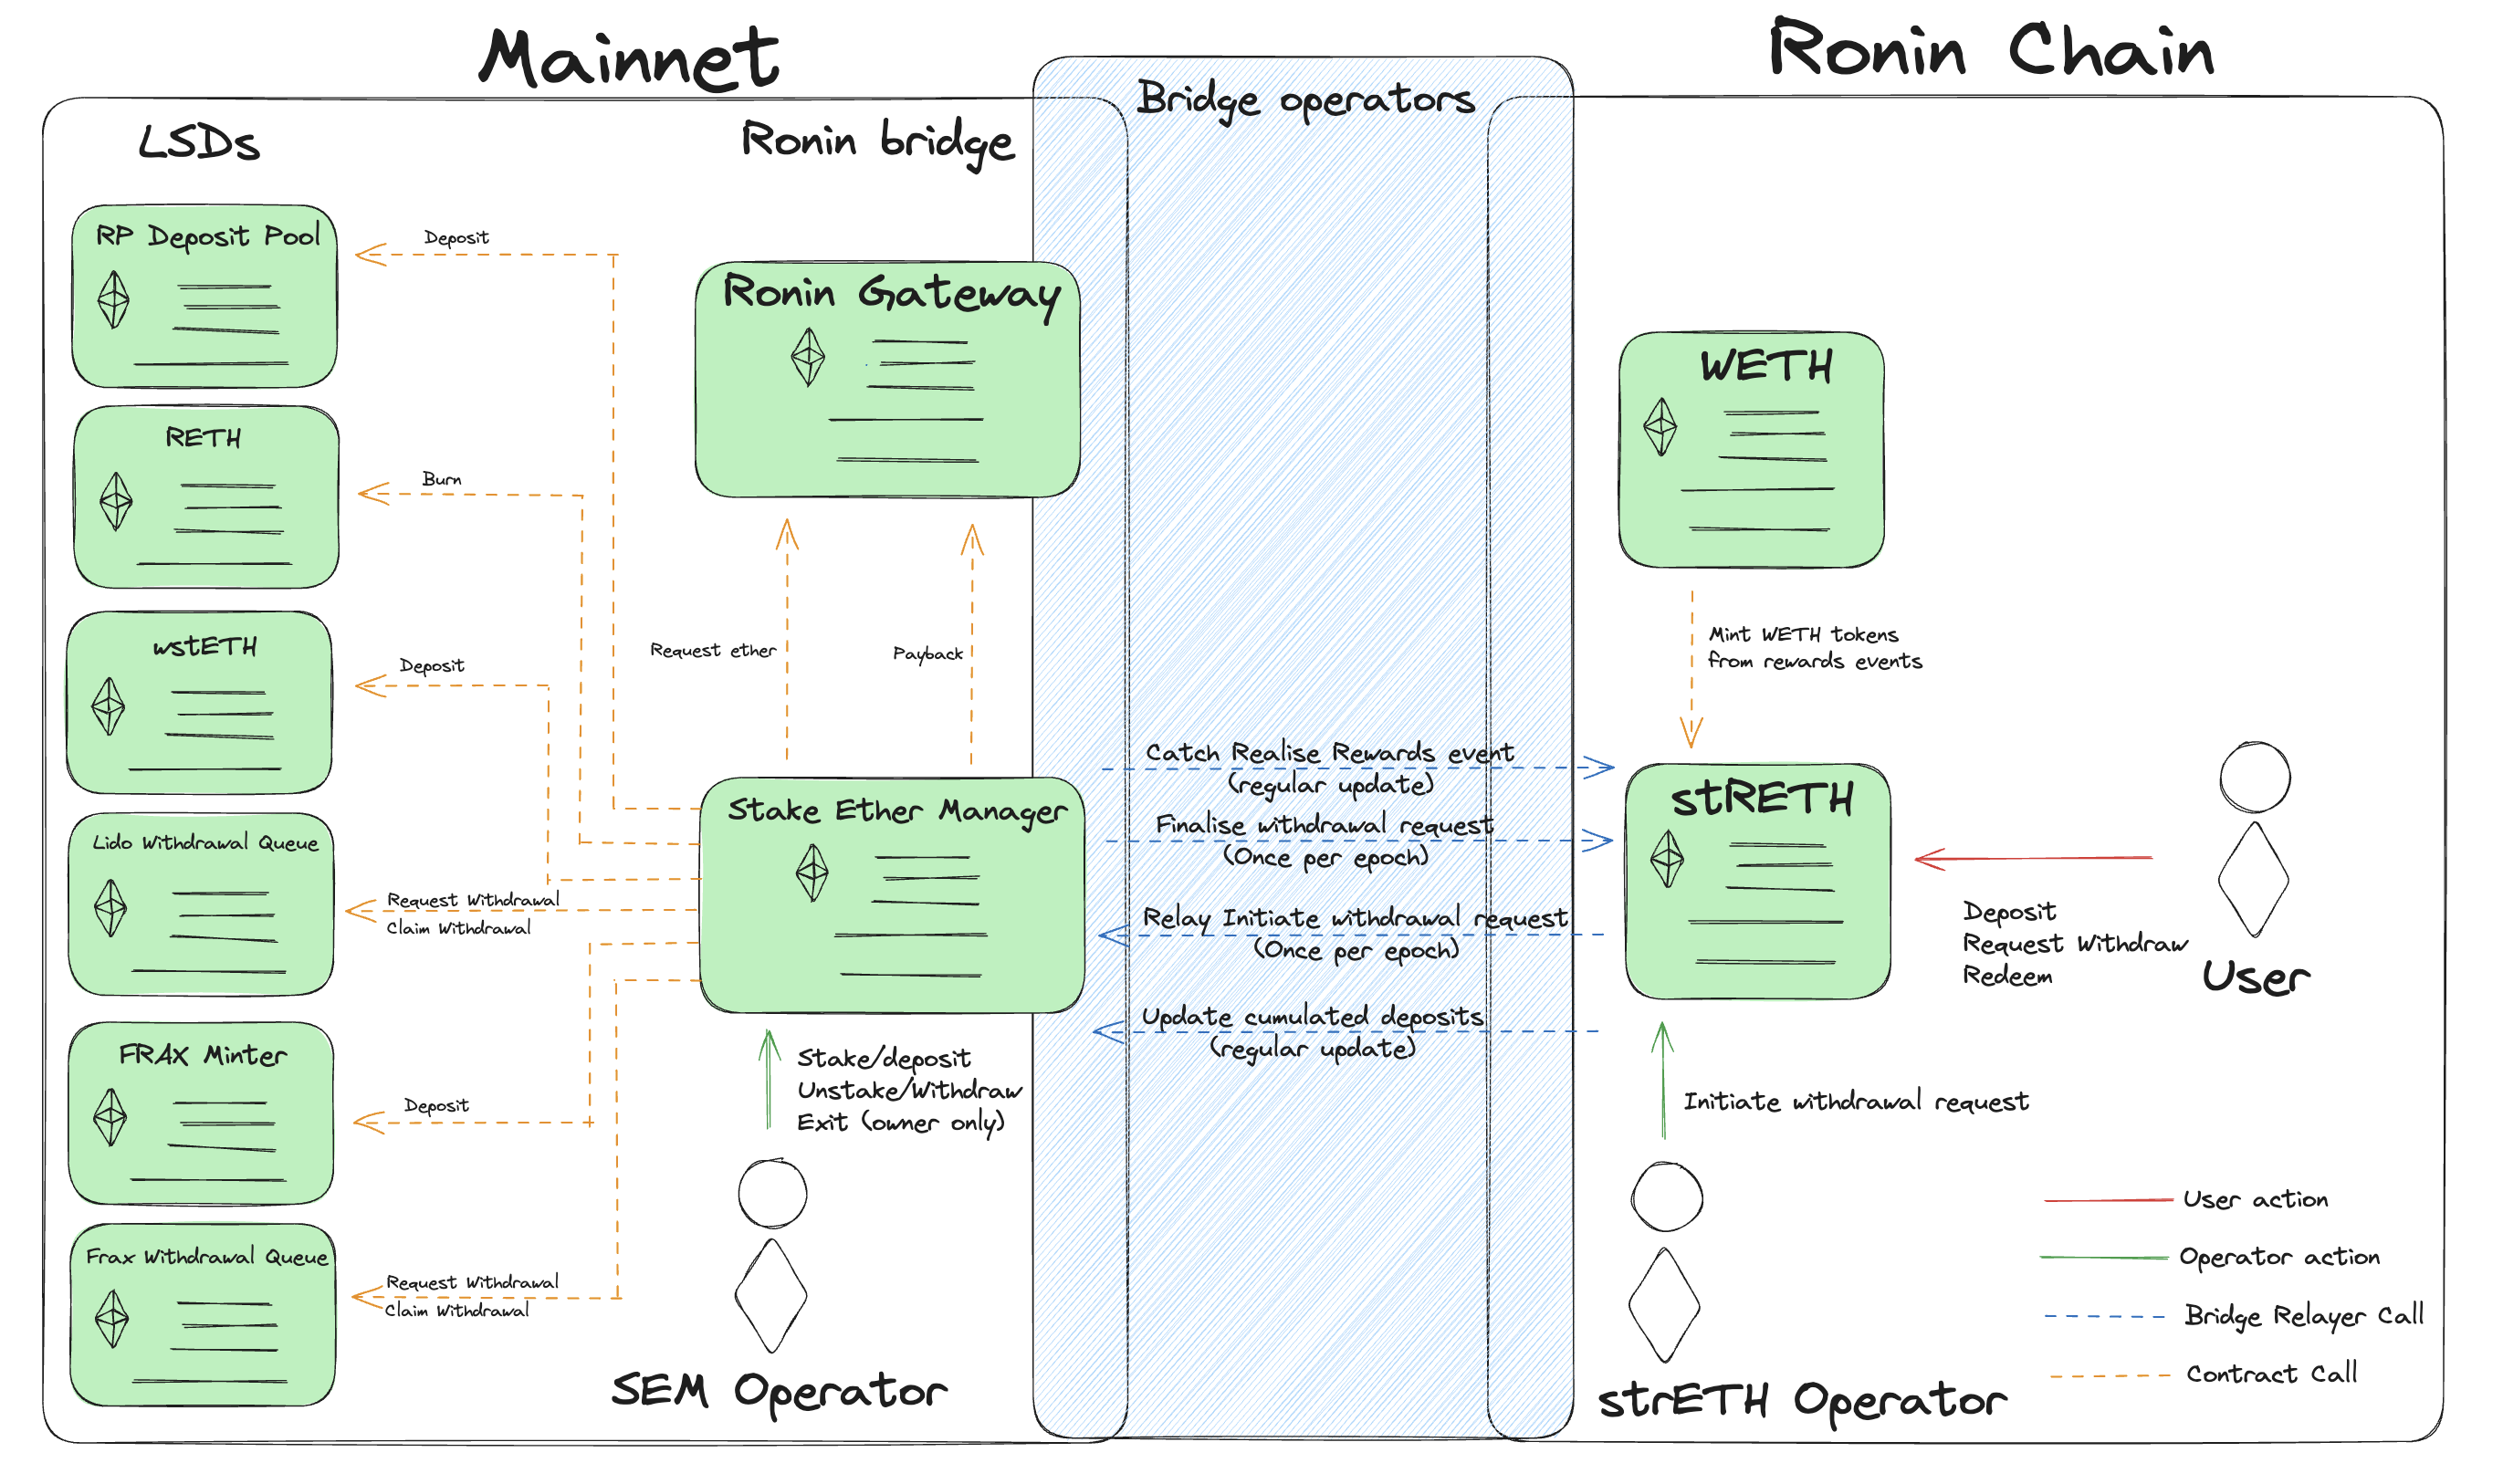 Mainnet
Ronin Chain
Bridge operators
LSDs
Ronin bridge
RP Deposit Pool
Deposit
Ronin Gateway
WETH
RETH
Burn
wstETH
Deposit
Request ether
Payback
Mint WETH tokens
from rewards events
Catch Realise Rewards event
(regular update)
Stake Ether Manager
stRETH
Finalise withdrawal request
(Once per epoch)
Lido Withdrawal Queue
Request Withdrawal
Claim Withdrawal
Relay Initiate withdrawal request
(Once per epoch)
Deposit
Request Withdraw
Redeem
User
Update cumulated deposits
(regular update)
FRAX Minter
Deposit
Stake/deposit
Unstake/Withdraw
Exit (owner only)
Initiate withdrawal request
Frax Withdrawal Queue
Request Withdrawal
Claim Withdrawal
SEM Operator
strETH Operator
User action
Operator action
Bridge Relayer Call
Contract Call